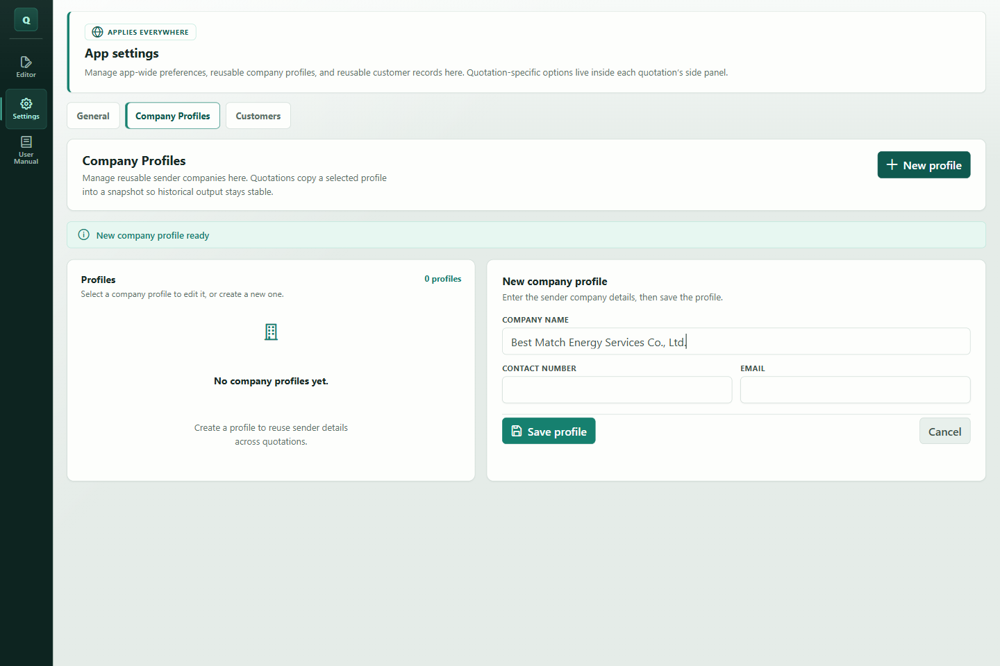 Q
Editor
Settings
User
Manual
APPLIES EVERYWHERE
App settings
Manage app-wide preferences, reusable company profiles, and reusable customer records here. Quotation-specific options live inside each quotation's side panel.
General
Company Profiles
Customers
Company Profiles
Manage reusable sender companies here. Quotations copy a selected profile
into a snapshot so historical output stays stable.
New profile
New company profile ready
Profiles
0 profiles
Select a company profile to edit it, or create a new one.
No company profiles yet.
Create a profile to reuse sender details
across quotations.
New company profile
Enter the sender company details, then save the profile.
COMPANY NAME
Best Match Energy Services Co., Ltd.
CONTACT NUMBER
EMAIL
Save profile
Cancel